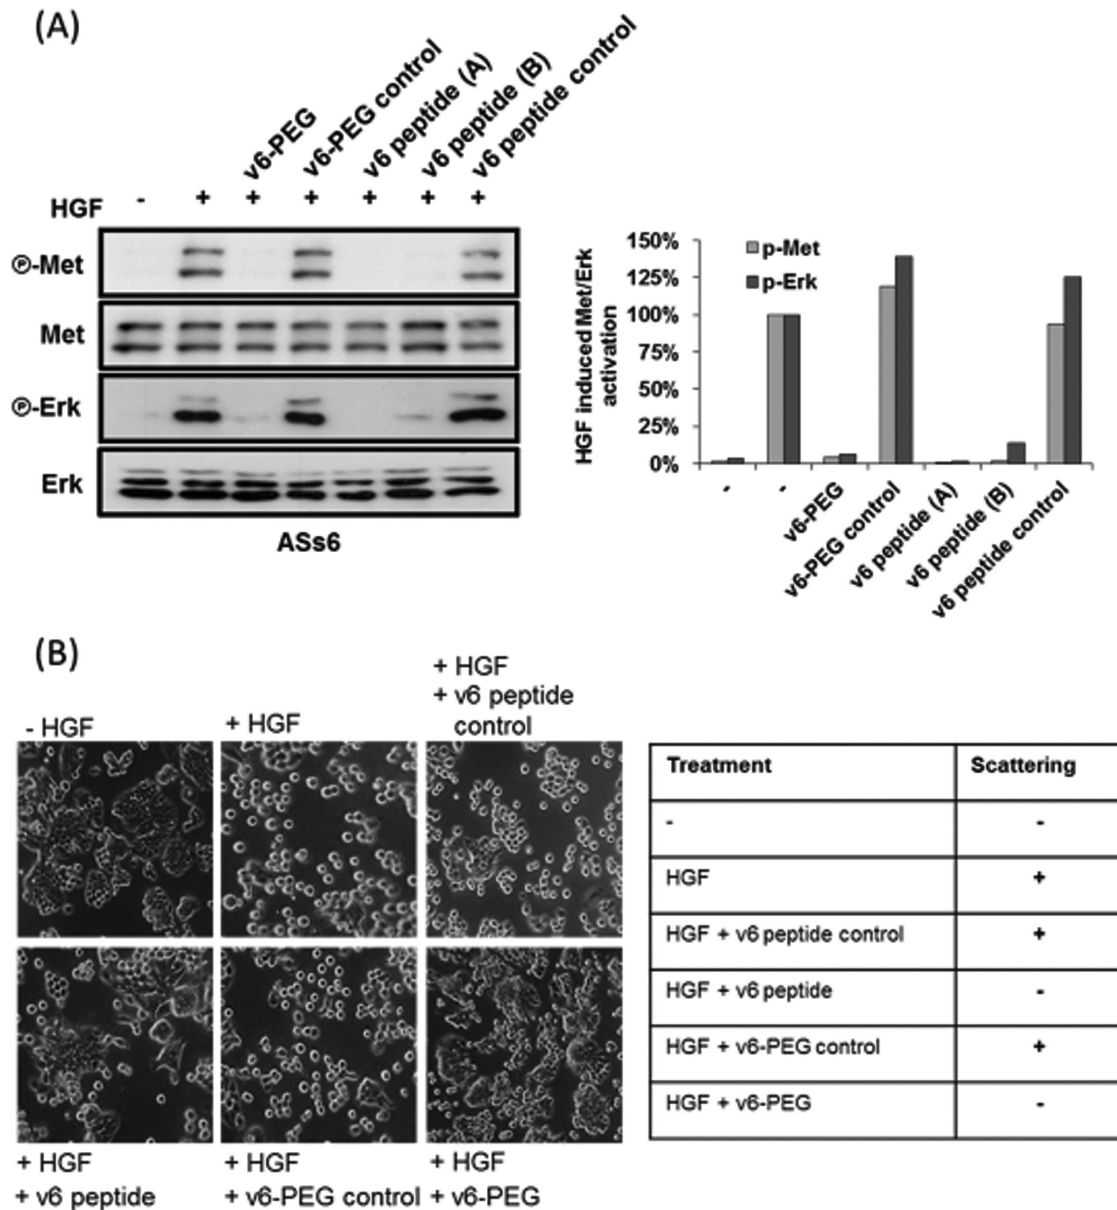 (A)
v6-PEG
v6-PEG control
v6 peptide (A)
v6 peptide (B)
v6 peptide control
HGF - + + + + + +
Ⓟ-Met
Met
Ⓟ-Erk
Erk
ASs6
HGF induced Met/Erk
activation
150%
125%
100%
75%
50%
25%
0%
p-Met
p-Erk
-
-
v6-PEG
v6-PEG control
v6 peptide (A)
v6 peptide (B)
v6 peptide control
(B)
- HGF
+ HGF
+ HGF
+ v6 peptide
control
+ HGF
+ v6 peptide
+ HGF
+ v6-PEG control
+ HGF
+ v6-PEG
Treatment Scattering
- -
HGF +
HGF + v6 peptide control +
HGF + v6 peptide -
HGF + v6-PEG control +
HGF + v6-PEG -